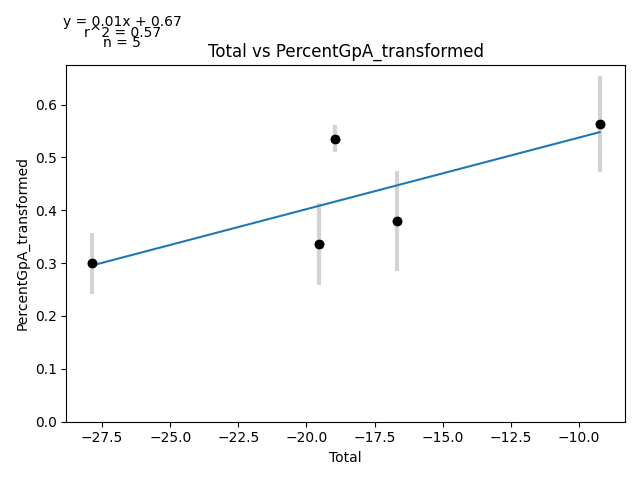 y = 0.01x + 0.67
r^2 = 0.57
n = 5
Total vs PercentGpA_transformed
PercentGpA_transformed
0.6
0.5
0.4
0.3
0.2
0.1
0.0
−27.5 −25.0 −22.5 −20.0 −17.5 −15.0 −12.5 −10.0
Total